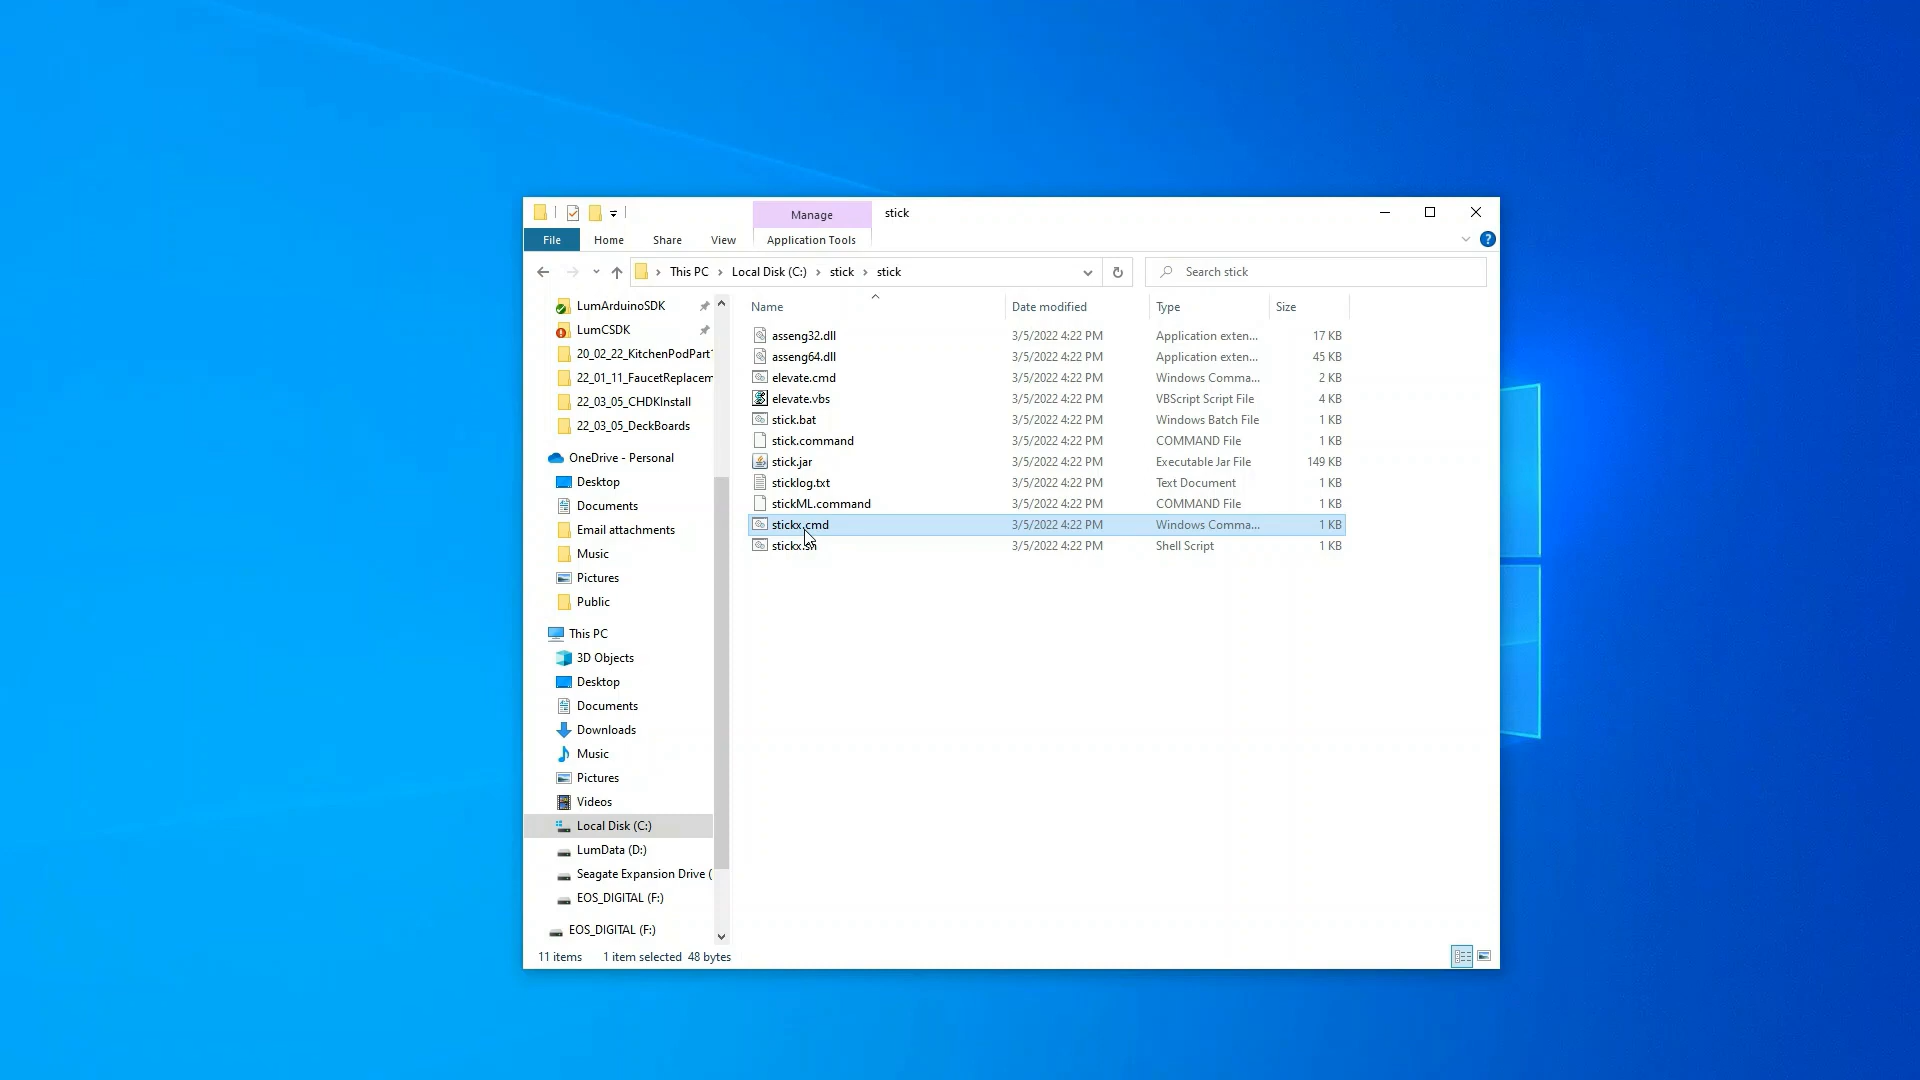 Manage
stick
File
Home
Share
View
Application Tools
?
This PC
Local Disk (C:)
stick
stick
Search stick
LumArduinoSDK
LumCSDK
20_02_22_KitchenPodPart
22_01_11_FaucetReplacem
22_03_05_CHDKInstall
22_03_05_DeckBoards
OneDrive - Personal
Desktop
Documents
Email attachments
Music
Pictures
Public
This PC
3D Objects
Desktop
Documents
Downloads
Music
Pictures
Videos
Local Disk (C:)
LumData (D:)
Seagate Expansion Drive (
EOS_DIGITAL (F:)
EOS_DIGITAL (F:)
Name Date modified Type Size
asseng32.dll 3/5/2022 4:22 PM Application exten... 17 KB
asseng64.dll 3/5/2022 4:22 PM Application exten... 45 KB
elevate.cmd 3/5/2022 4:22 PM Windows Comma... 2 KB
elevate.vbs 3/5/2022 4:22 PM VBScript Script File 4 KB
stick.bat 3/5/2022 4:22 PM Windows Batch File 1 KB
stick.command 3/5/2022 4:22 PM COMMAND File 1 KB
stick.jar 3/5/2022 4:22 PM Executable Jar File 149 KB
sticklog.txt 3/5/2022 4:22 PM Text Document 1 KB
stickML.command 3/5/2022 4:22 PM COMMAND File 1 KB
stickx.cmd 3/5/2022 4:22 PM Windows Comma... 1 KB
stickx.sh 3/5/2022 4:22 PM Shell Script 1 KB
11 items 1 item selected 48 bytes